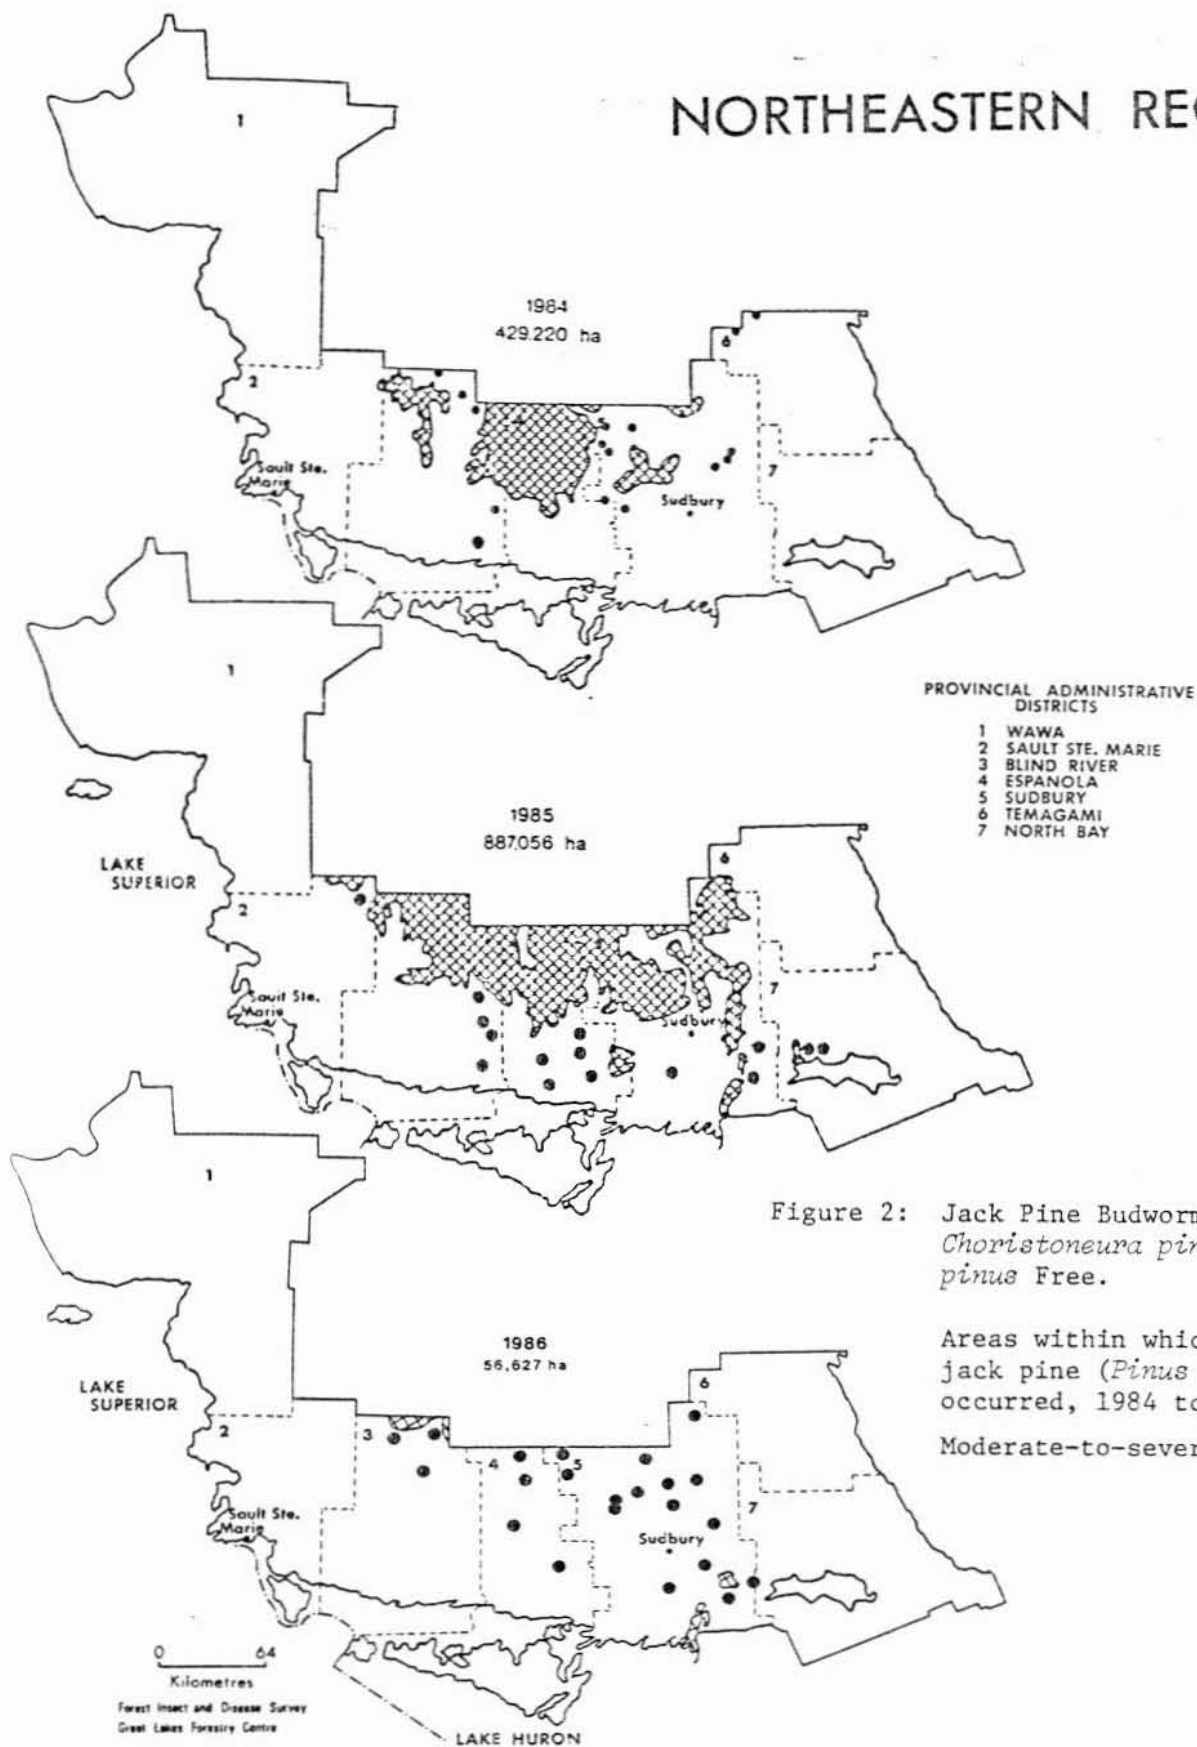 NORTHEASTERN REG
1
1984
429.220 ha
6
2
5
Sault Ste.
Marie
Sudbury
7
1
PROVINCIAL ADMINISTRATIVE
DISTRICTS
1 WAWA
2 SAULT STE. MARIE
3 BLIND RIVER
4 ESPANOLA
5 SUDBURY
6 TEMAGAMI
7 NORTH BAY
1985
887,056 ha
LAKE
SUPERIOR
6
2
7
Sault Ste.
Marie
Sudbury
1
Figure 2: Jack Pine Budworm
Choristoneura pin
pinus Free.
Areas within whic
jack pine (Pinus
occurred, 1984 to
Moderate-to-sever
1986
56,627 ha
LAKE
SUPERIOR
6
2
3
4
5
7
Sault Ste.
Marie
Sudbury
0 64
Kilometres
Forest Insect and Disease Survey
Great Lakes Forestry Centre
LAKE HURON